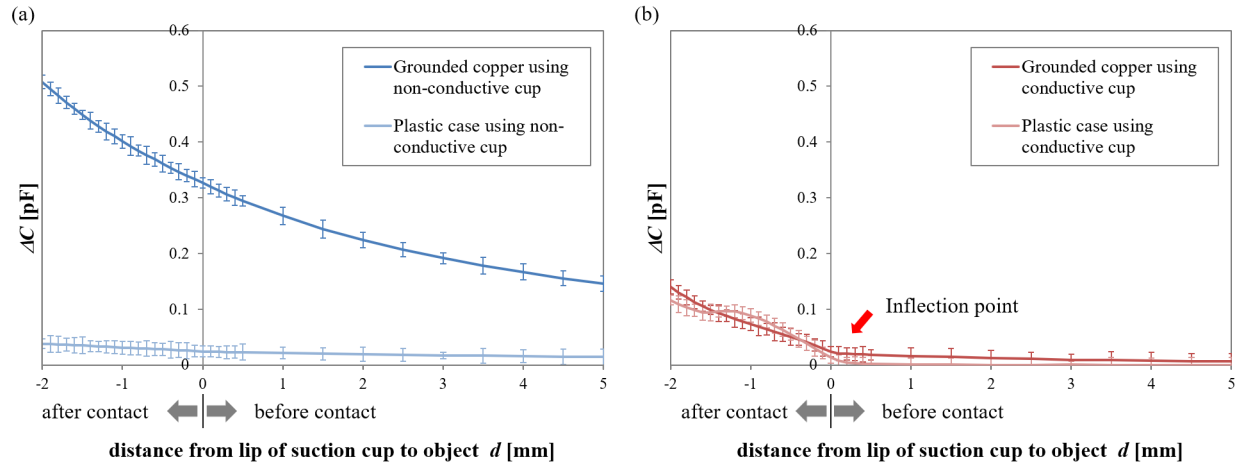 (a)
0.6
0.5
0.4
0.3
0.2
0.1
0
ΔC [pF]
Grounded copper using
non-conductive cup
Plastic case using non-
conductive cup
-2 -1 0 1 2 3 4 5
after contact before contact
distance from lip of suction cup to object d [mm]
(b)
0.6
0.5
0.4
0.3
0.2
0.1
0
ΔC [pF]
Grounded copper using
conductive cup
Plastic case using
conductive cup
Inflection point
-2 -1 0 1 2 3 4 5
after contact before contact
distance from lip of suction cup to object d [mm]